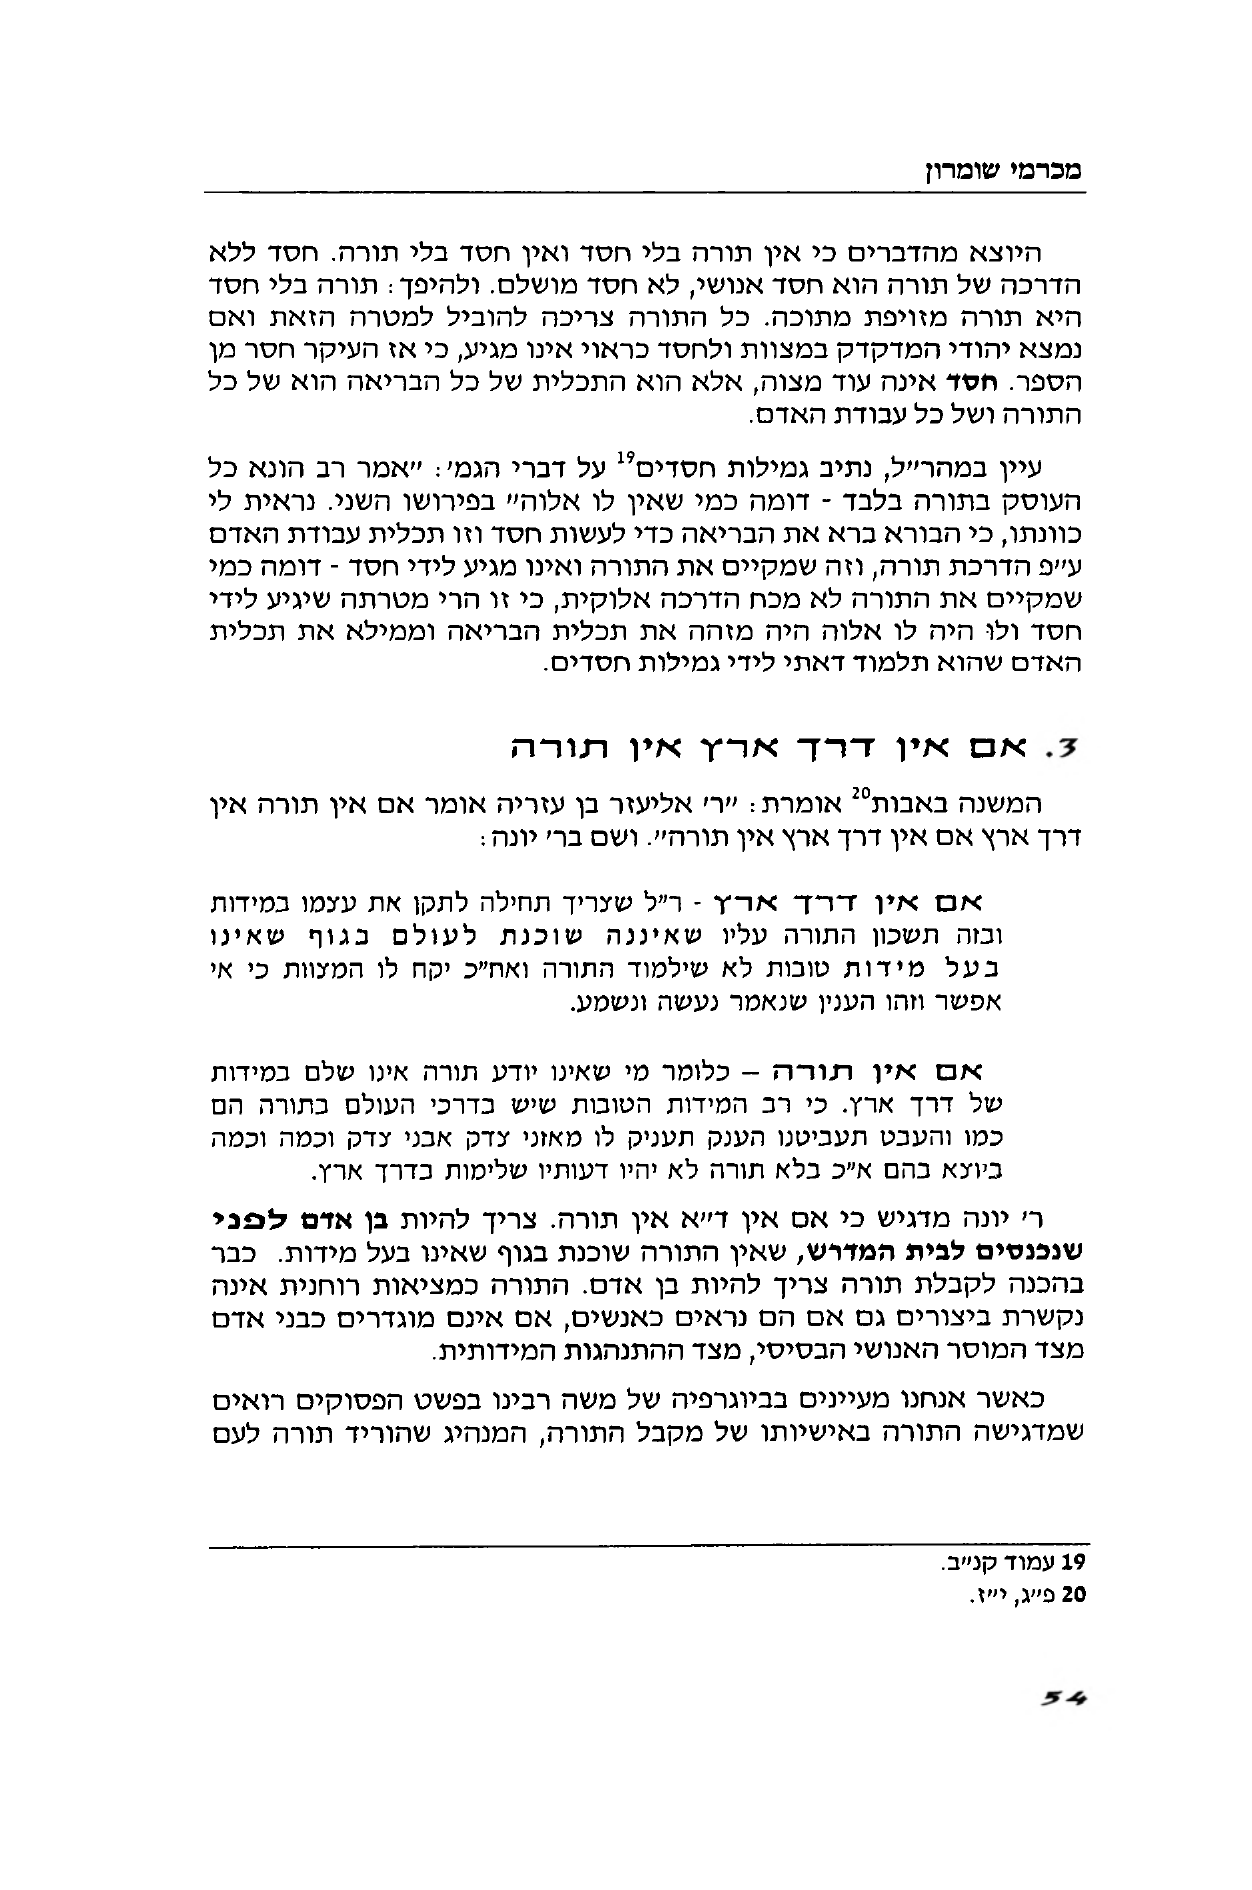 מכרמי שומרון
היוצא מהדברים כי אין תורה בלי חסד ואין חסד בלי תורה. חסד ללא
הדרכה של תורה הוא חסד אנושי, לא חסד מושלם. ולהיפך: תורה בלי חסד
היא תורה מזויפת מתוכה. כל התורה צריכה להוביל למטרה הזאת ואם
נמצא יהודי המדקדק במצוות ולחסד כראוי אינו מגיע, כי אז העיקר חסר מן
הספר. חסד אינה עוד מצוה, אלא הוא התכלית של כל הבריאה הוא של כל
התורה ושל כל עבודת האדם.
עיין במהר״ל, נתיב גמילות חסדים19 על דברי הגמ׳: ״אמר רב הונא כל
העוסק בתורה בלבד - דומה כמי שאין לו אלוה״ בפירושו השני. נראית לי
כוונתו, כי הבורא ברא את הבריאה כדי לעשות חסד וזו תכלית עבודת האדם
ע״פ הדרכת תורה, וזה שמקיים את התורה ואינו מגיע לידי חסד - דומה כמי
שמקיים את התורה לא מכח הדרכה אלוקית, כי זו הרי מטרתה שיגיע לידי
חסד ולו היה לו אלוה היה מזהה את תכלית הבריאה וממילא את תכלית
האדם שהוא תלמוד דאתי לידי גמילות חסדים.
3. אם אין דרך ארץ אין תורה
המשנה באבות20 אומרת: ״ר׳ אליעזר בן עזריה אומר אם אין תורה אין
דרך ארץ אם אין דרך ארץ אין תורה״. ושם בר׳ יונה:
אם אין דרך ארץ - ר״ל שצריך תחילה לתקן את עצמו במידות
ובזה תשכון התורה עליו שאיננה שוכנת לעולם בגוף שאינו
בעל מידות טובות לא שילמוד התורה ואח״כ יקח לו המצוות כי אי
אפשר וזהו הענין שנאמר נעשה ונשמע.
אם אין תורה – כלומר מי שאינו יודע תורה אינו שלם במידות
של דרך ארץ. כי רב המידות הטובות שיש בדרכי העולם בתורה הם
כמו והעבט תעביטנו הענק תעניק לו מאזני צדק אבני צדק וכמה וכמה
ביוצא בהם א״כ בלא תורה לא יהיו דעותיו שלימות בדרך ארץ.
ר׳ יונה מדגיש כי אם אין ד״א אין תורה. צריך להיות בן אדם לפני
שנכנסים לבית המדרש, שאין התורה שוכנת בגוף שאינו בעל מידות. כבר
בהכנה לקבלת תורה צריך להיות בן אדם. התורה כמציאות רוחנית אינה
נקשרת ביצורים גם אם הם נראים כאנשים, אם אינם מוגדרים כבני אדם
מצד המוסר האנושי הבסיסי, מצד ההתנהגות המידותית.
כאשר אנחנו מעיינים בביוגרפיה של משה רבינו בפשט הפסוקים רואים
שמדגישה התורה באישיותו של מקבל התורה, המנהיג שהוריד תורה לעם
19 עמוד קנ״ב.
20 פ״ג, י״ז.
54